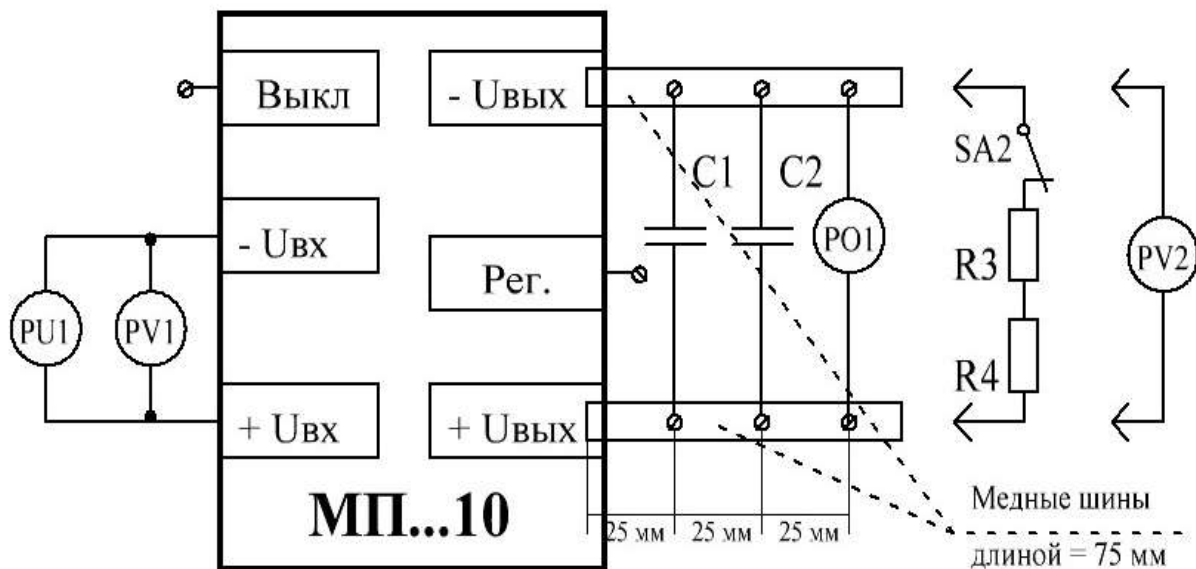 Выкл
- Uвых
SA2
C1
C2
- Uвх
PO1
R3
PV2
Рег.
PU1
PV1
R4
+ Uвх
+ Uвых
МП...10
25 мм
25 мм
25 мм
Медные шины
длиной = 75 мм